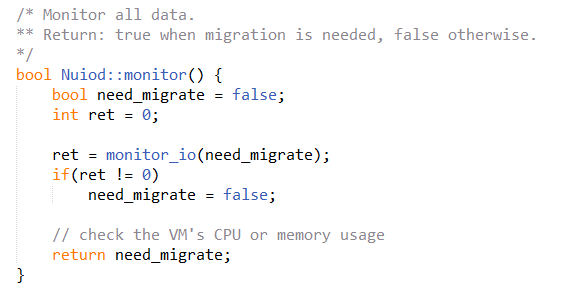 /* Monitor all data.
** Return: true when migration is needed, false otherwise.
*/
bool Nuiod::monitor() {
    bool need_migrate = false;
    int ret = 0;

    ret = monitor_io(need_migrate);
    if(ret != 0)
        need_migrate = false;

    // check the VM's CPU or memory usage
    return need_migrate;
}